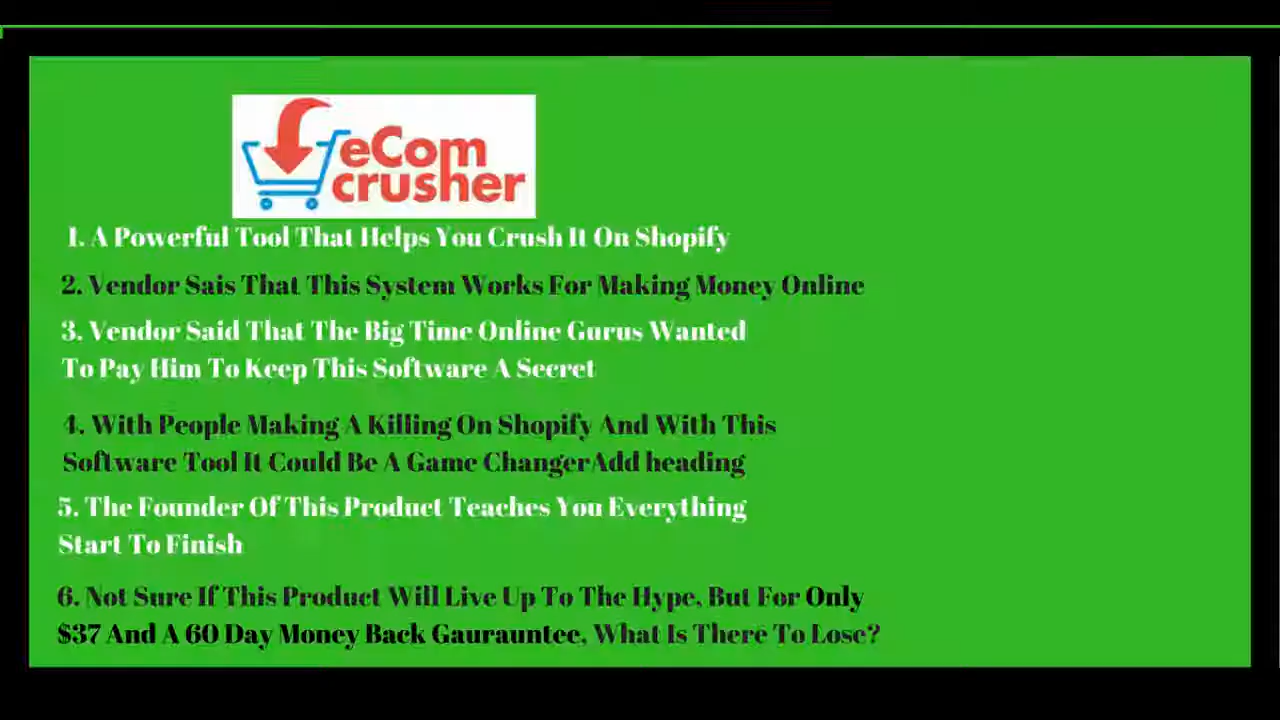 eCom
crusher
1. A Powerful Tool That Helps You Crush It On Shopify
2. Vendor Sais That This System Works For Making Money Online
3. Vendor Said That The Big Time Online Gurus Wanted
To Pay Him To Keep This Software A Secret
4. With People Making A Killing On Shopify And With This
Software Tool It Could Be A Game ChangerAdd heading
5. The Founder Of This Product Teaches You Everything
Start To Finish
6. Not Sure If This Product Will Live Up To The Hype, But For Only
$37 And A 60 Day Money Back Gaurauntee, What Is There To Lose?